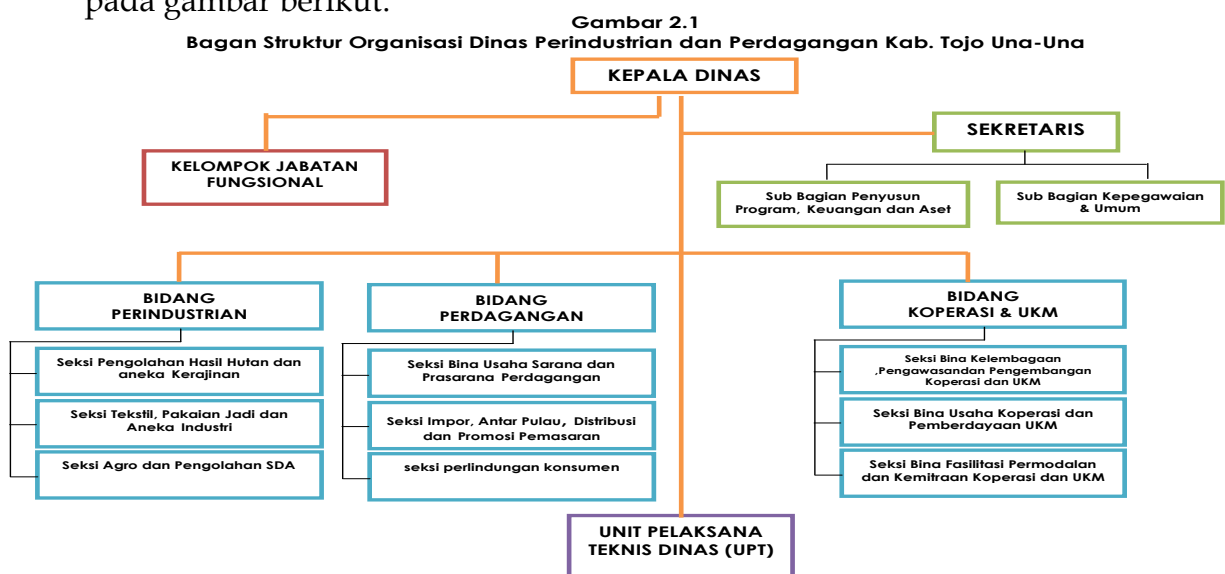 pada gambar berikut.
Gambar 2.1
Bagan Struktur Organisasi Dinas Perindustrian dan Perdagangan Kab. Tojo Una-Una
KEPALA DINAS
SEKRETARIS
KELOMPOK JABATAN
FUNGSIONAL
Sub Bagian Penyusun
Program, Keuangan dan Aset
Sub Bagian Kepegawaian
& Umum
BIDANG
PERINDUSTRIAN
Seksi Pengolahan Hasil Hutan dan
aneka Kerajinan
Seksi Tekstil, Pakaian Jadi dan
Aneka Industri
Seksi Agro dan Pengolahan SDA
BIDANG
PERDAGANGAN
Seksi Bina Usaha Sarana dan
Prasarana Perdagangan
Seksi Impor, Antar Pulau, Distribusi
dan Promosi Pemasaran
seksi perlindungan konsumen
BIDANG
KOPERASI & UKM
Seksi Bina Kelembagaan
,Pengawasandan Pengembangan
Koperasi dan UKM
Seksi Bina Usaha Koperasi dan
Pemberdayaan UKM
Seksi Bina Fasilitasi Permodalan
dan Kemitraan Koperasi dan UKM
UNIT PELAKSANA
TEKNIS DINAS (UPT)